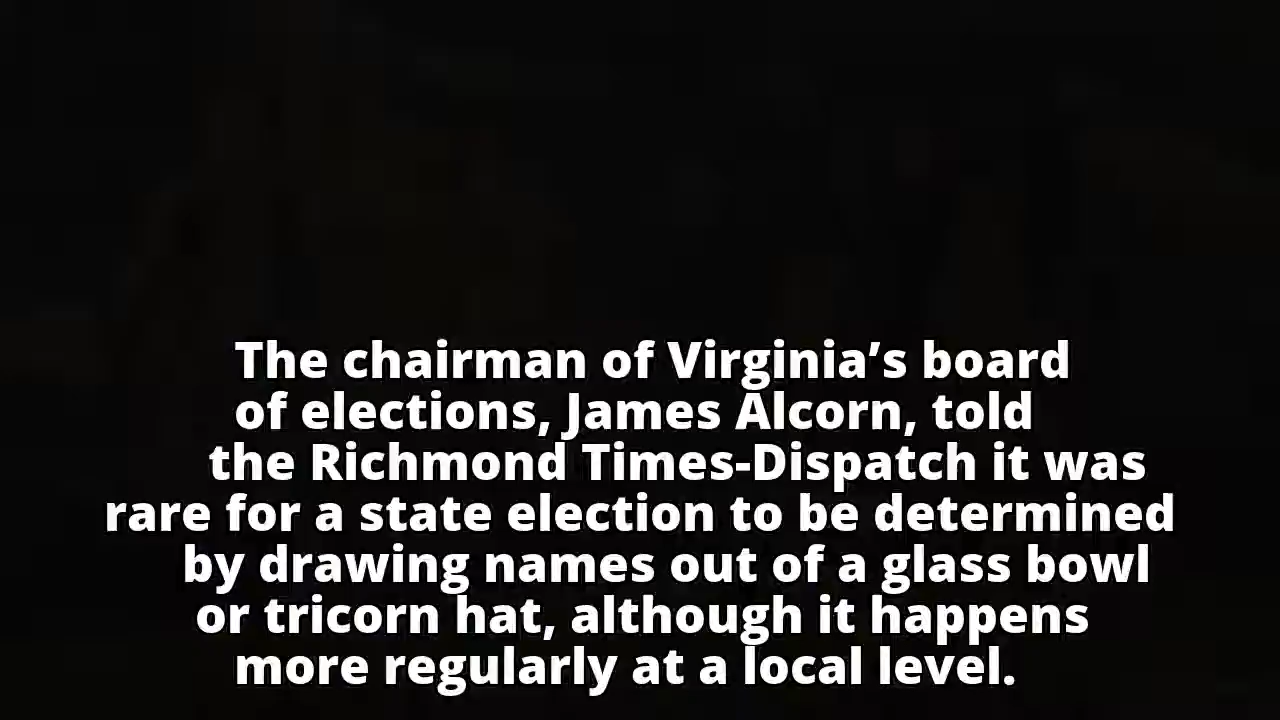 The chairman of Virginia’s board
of elections, James Alcorn, told
the Richmond Times-Dispatch it was
rare for a state election to be determined
by drawing names out of a glass bowl
or tricorn hat, although it happens
more regularly at a local level.